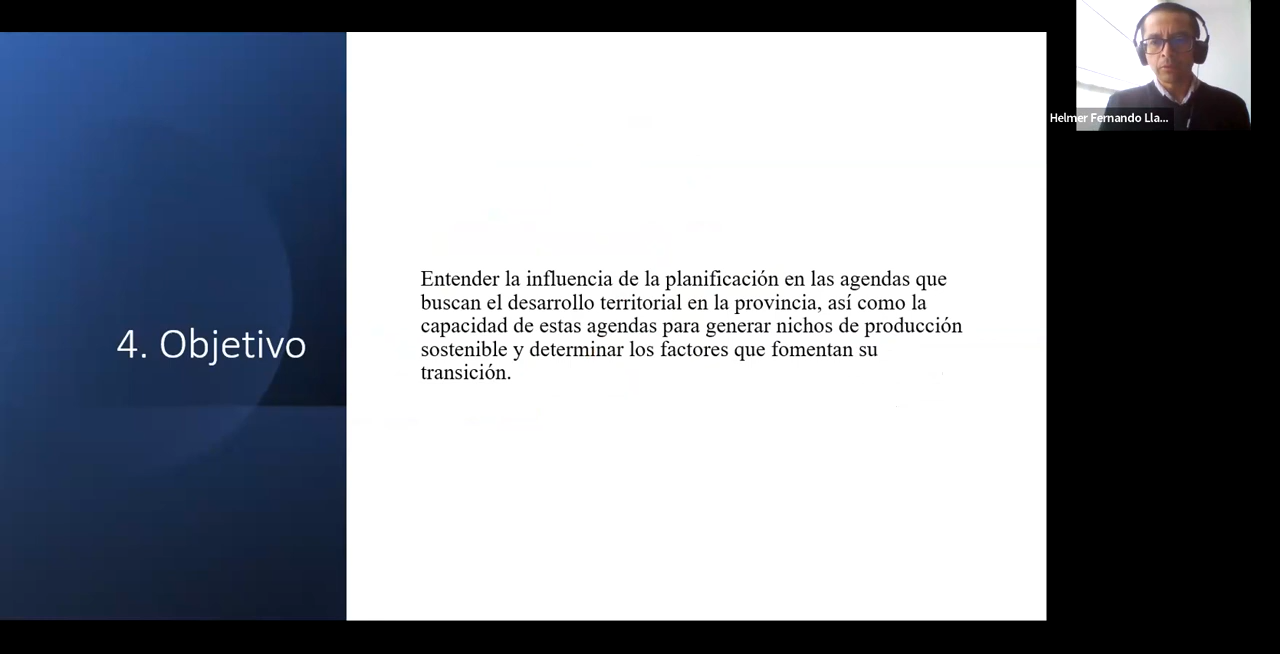 4. Objetivo
Entender la influencia de la planificación en las agendas que
buscan el desarrollo territorial en la provincia, así como la
capacidad de estas agendas para generar nichos de producción
sostenible y determinar los factores que fomentan su
transición.
Helmer Fernando Lla...